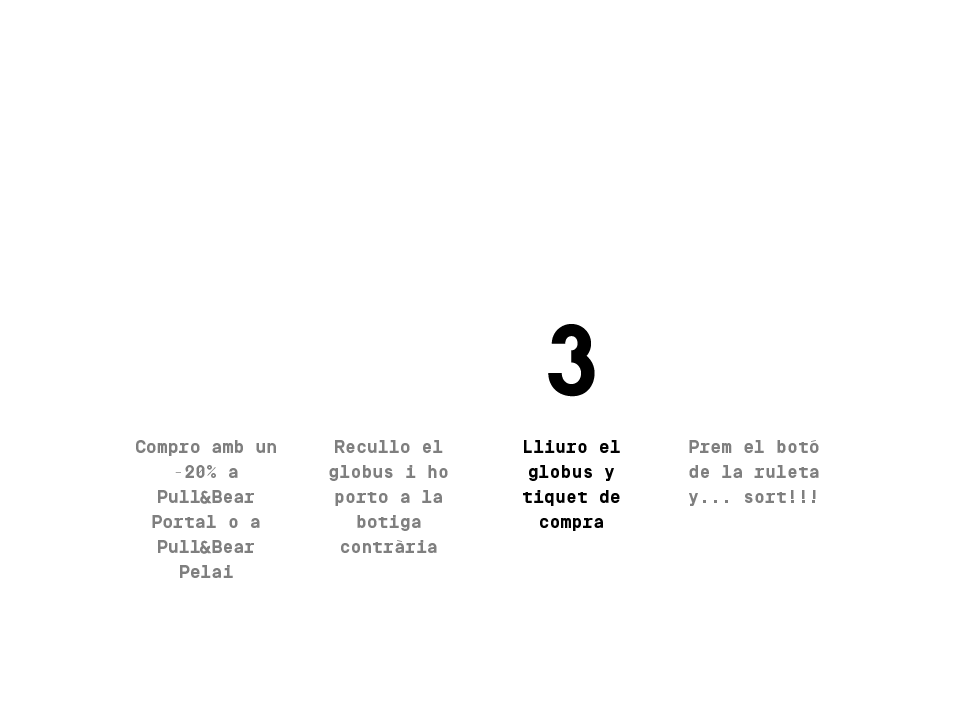 3
Compro amb un
-20% a
Pull&Bear
Portal o a
Pull&Bear
Pelai
Recullo el
globus i ho
porto a la
botiga
contrària
Lliuro el
globus y
tiquet de
compra
Prem el botó
de la ruleta
y... sort!!!